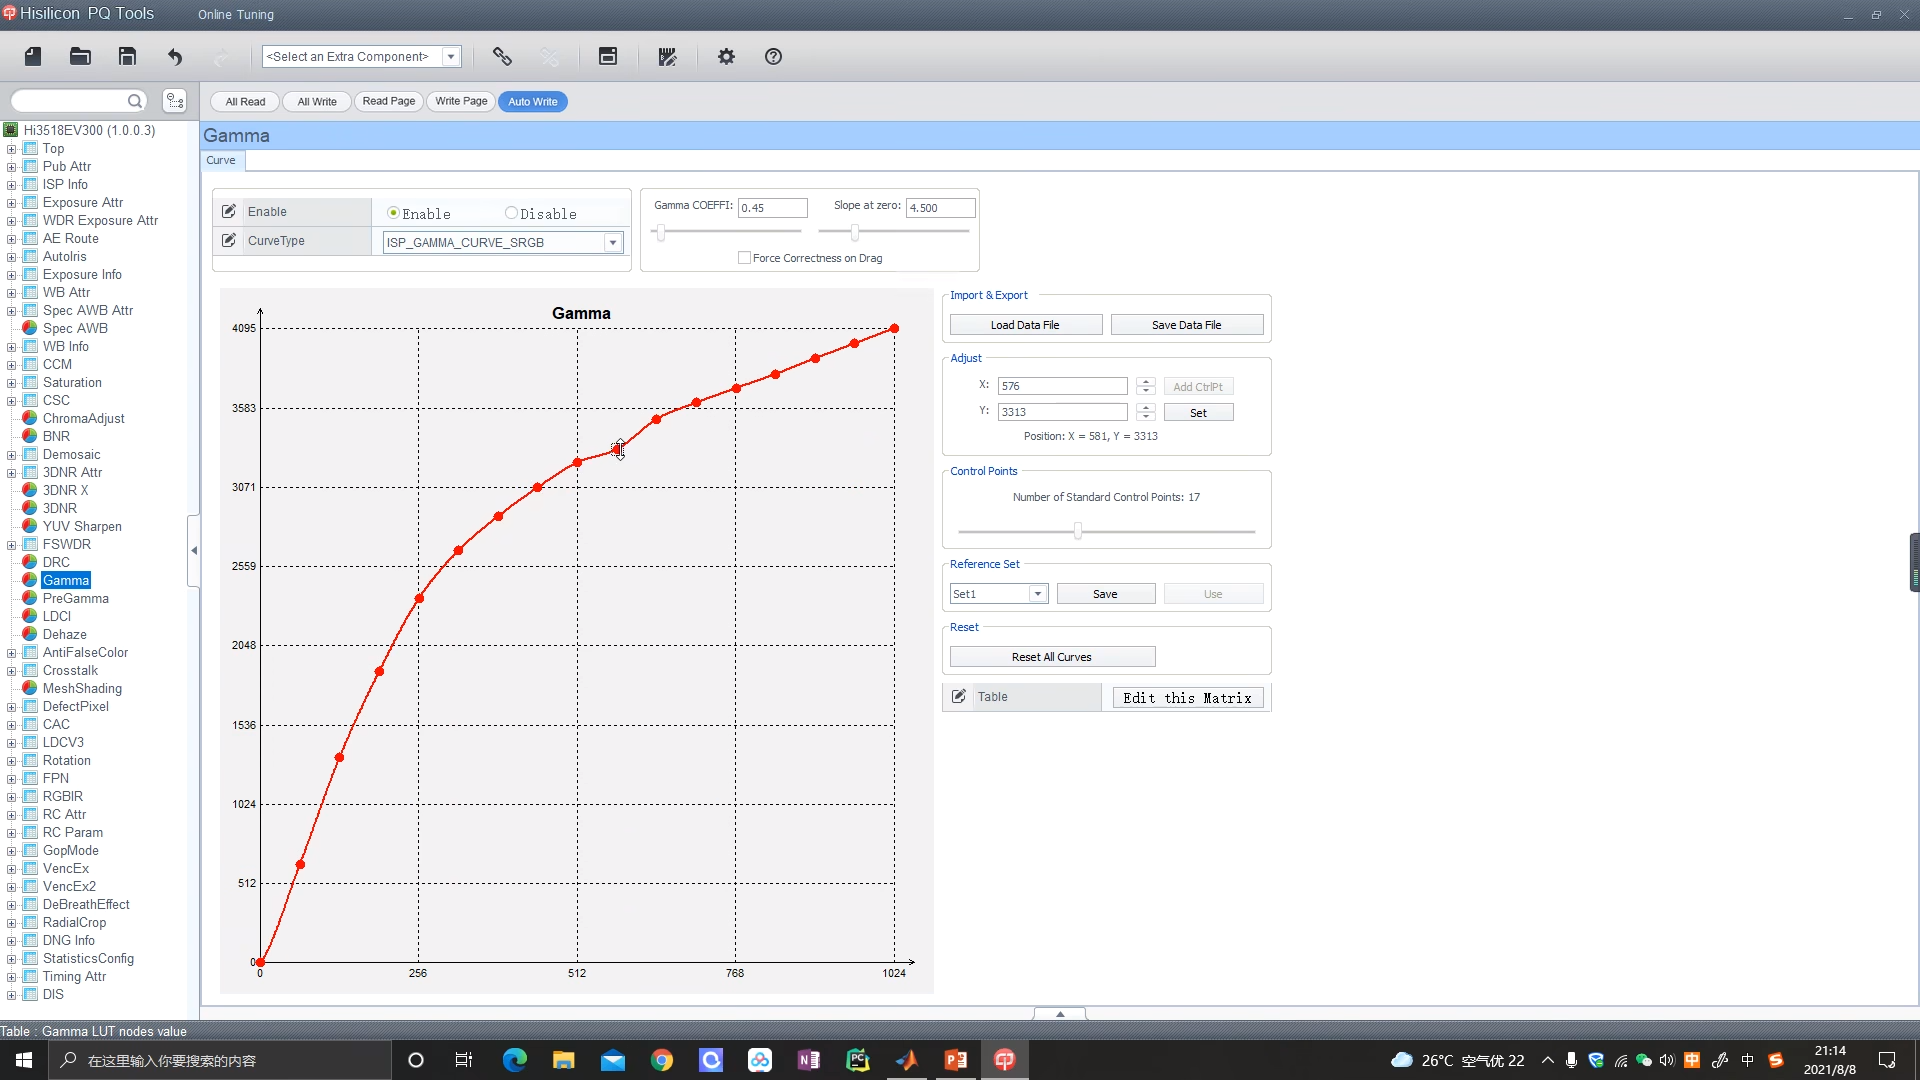 Hisilicon PQ Tools
Online Tuning
<Select an Extra Component>
All Read
All Write
Read Page
Write Page
Auto Write
Hi3518EV300 (1.0.0.3)
Top
Pub Attr
ISP Info
Exposure Attr
WDR Exposure Attr
AE Route
AutoIris
Exposure Info
WB Attr
Spec AWB Attr
Spec AWB
WB Info
CCM
Saturation
CSC
ChromaAdjust
BNR
Demosaic
3DNR Attr
3DNR X
3DNR
YUV Sharpen
FSWDR
DRC
Gamma
PreGamma
LDCI
Dehaze
AntiFalseColor
Crosstalk
MeshShading
DefectPixel
CAC
LDCV3
Rotation
FPN
RGBIR
RC Attr
RC Param
GopMode
VencEx
VencEx2
DeBreathEffect
RadialCrop
DNG Info
StatisticsConfig
Timing Attr
DIS
Gamma
Curve
Enable
Enable
Disable
CurveType
ISP_GAMMA_CURVE_SRGB
Gamma COEFFI: 0.45
Slope at zero: 4.500
Force Correctness on Drag
Gamma
4095
3583
3071
2559
2048
1536
1024
512
0
0 256 512 768 1024
Import & Export
Load Data File
Save Data File
Adjust
X: 576
Add CtrlPt
Y: 3313
Set
Position: X = 581, Y = 3313
Control Points
Number of Standard Control Points: 17
Reference Set
Set1
Save
Use
Reset
Reset All Curves
Table
Edit this Matrix
Table : Gamma LUT nodes value
在这里输入你要搜索的内容
26°C 空气优 22
中
中
21:14
2021/8/8